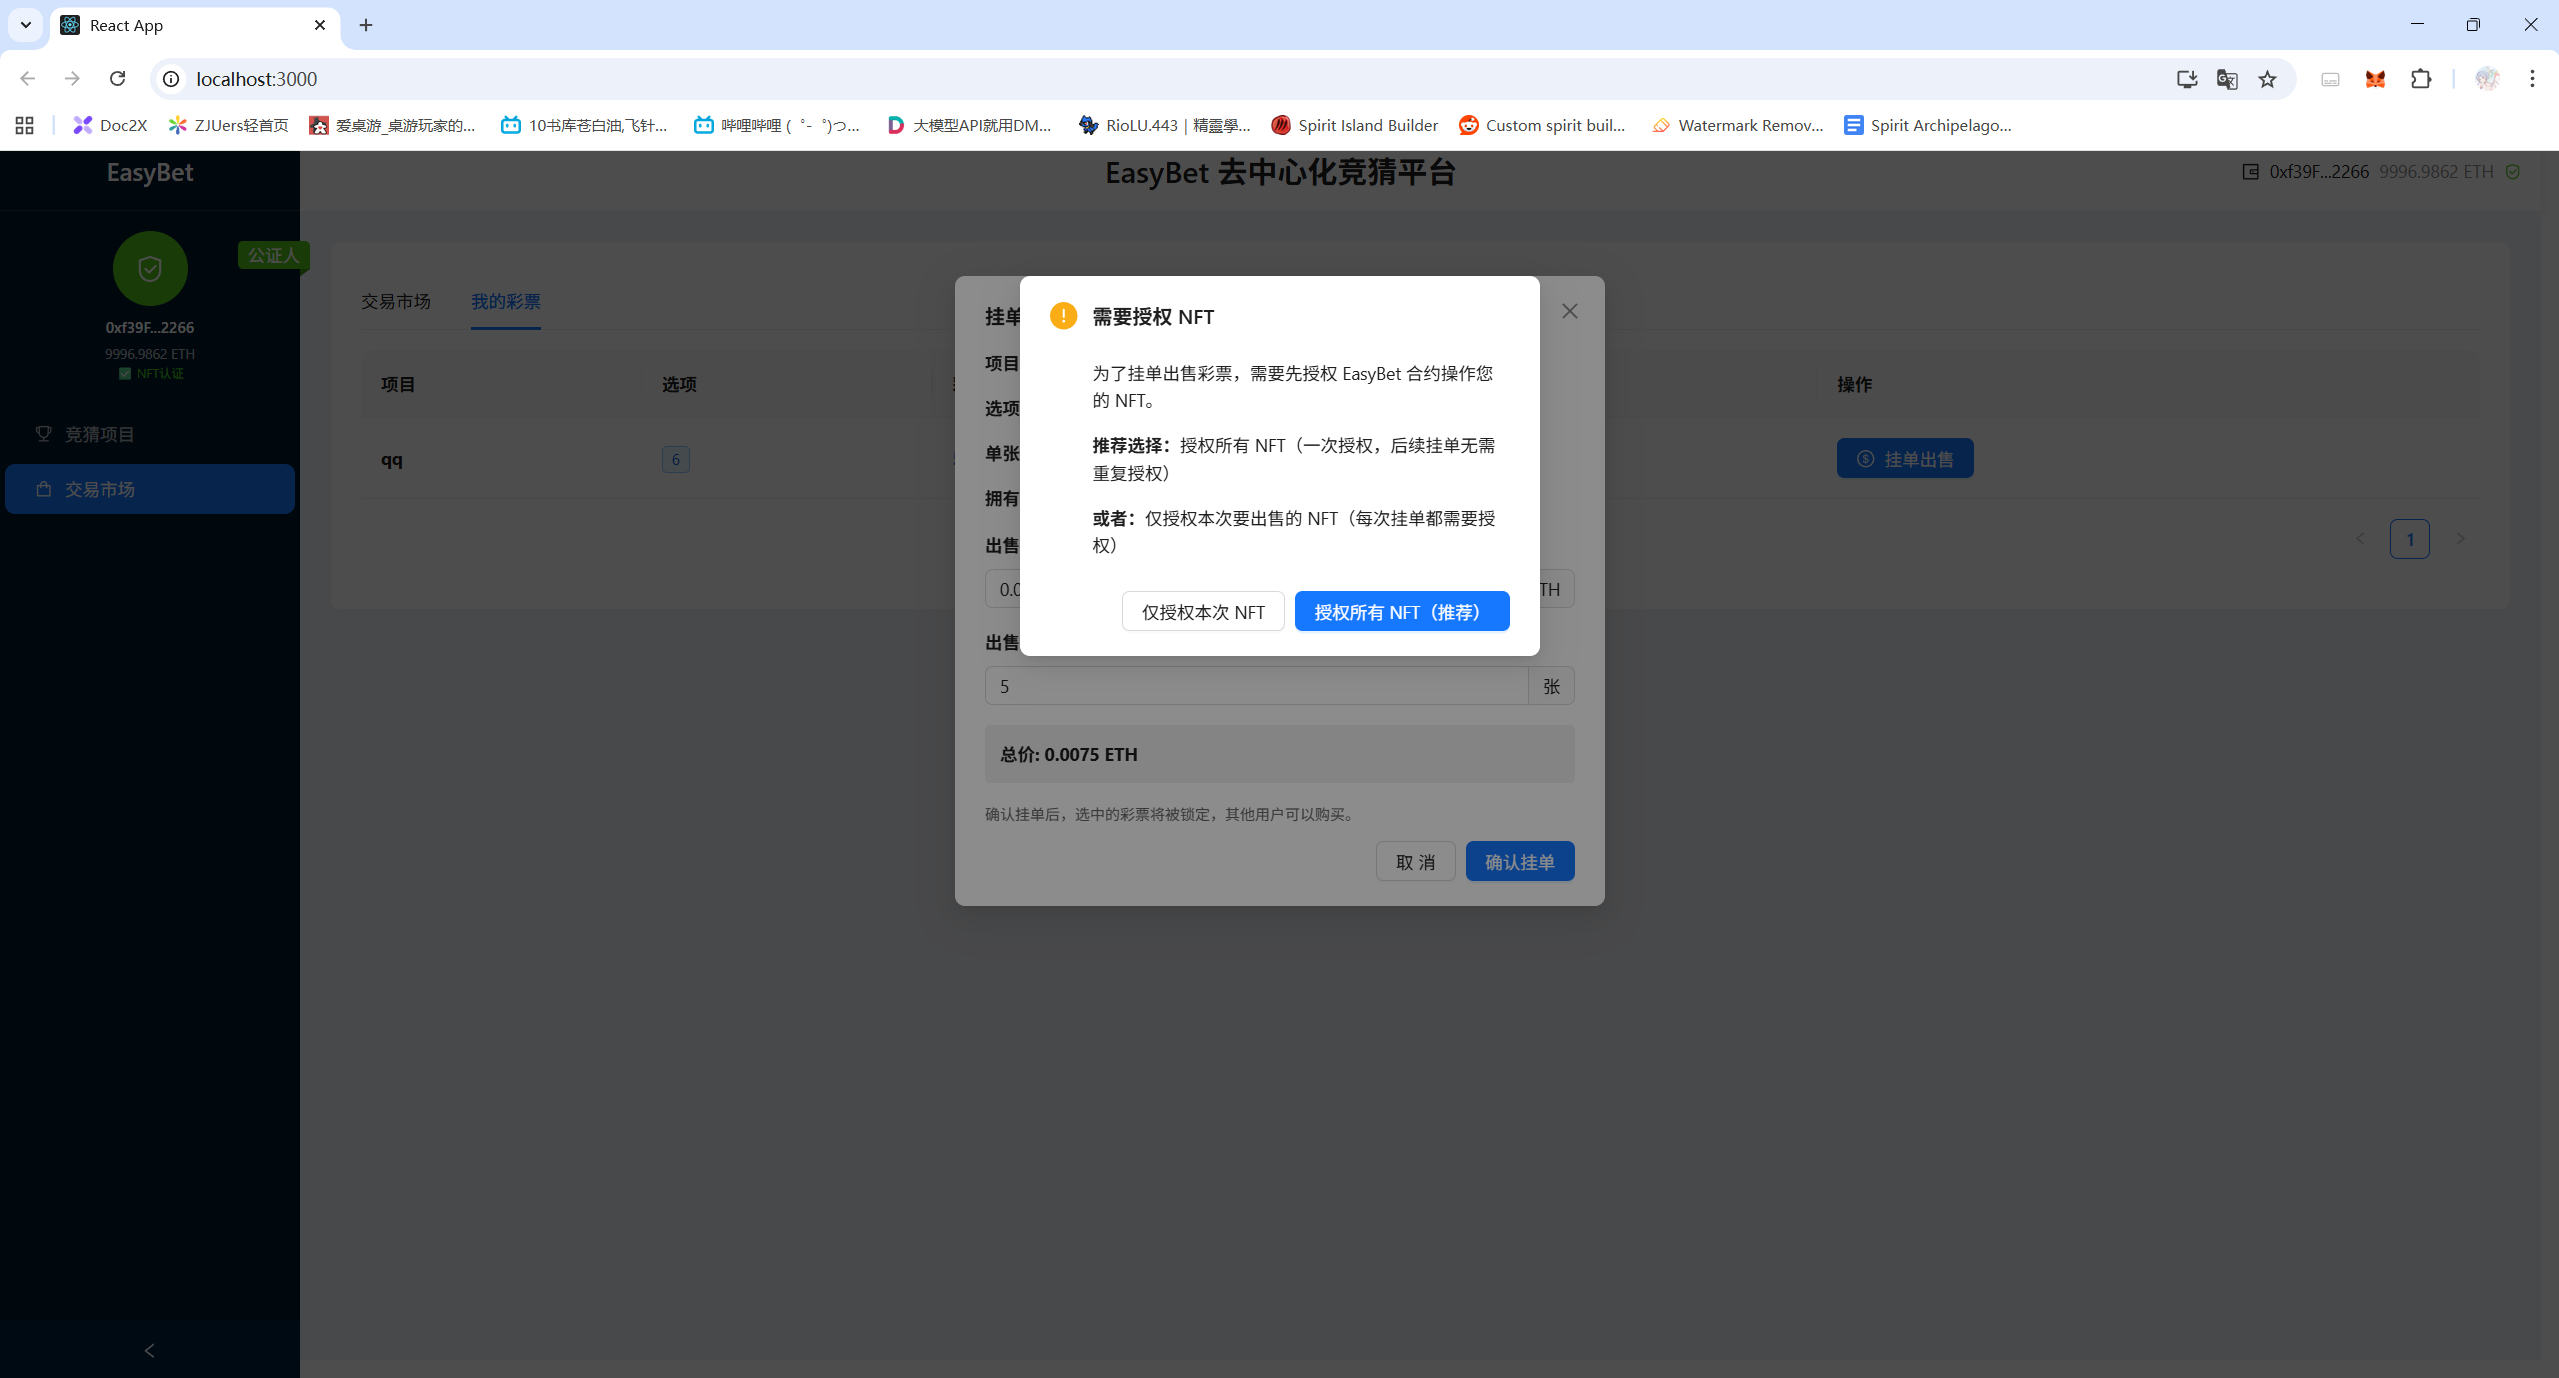 React App
localhost:3000
Doc2X
ZJUers轻首页
爱桌游_桌游玩家的...
10书库苍白油,飞针...
哔哩哔哩 (゜-゜)つ...
大模型API就用DM...
RioLU.443 | 精靈學...
Spirit Island Builder
Custom spirit buil...
Watermark Remov...
Spirit Archipelago...
EasyBet
EasyBet 去中心化竞猜平台
0xf39F...2266 9996.9862 ETH
公证人
0xf39F...2266
9996.9862 ETH
NFT认证
竞猜项目
交易市场
交易市场 我的彩票
项目 选项 操作
qq 6 挂单出售
1
挂单
项目
选项
单张
拥有
出售
0.0 TH
出售
5 张
总价: 0.0075 ETH
确认挂单后，选中的彩票将被锁定，其他用户可以购买。
取 消 确认挂单
需要授权 NFT
为了挂单出售彩票，需要先授权 EasyBet 合约操作您
的 NFT。
推荐选择：授权所有 NFT（一次授权，后续挂单无需
重复授权）
或者：仅授权本次要出售的 NFT（每次挂单都需要授
权）
仅授权本次 NFT 授权所有 NFT（推荐）